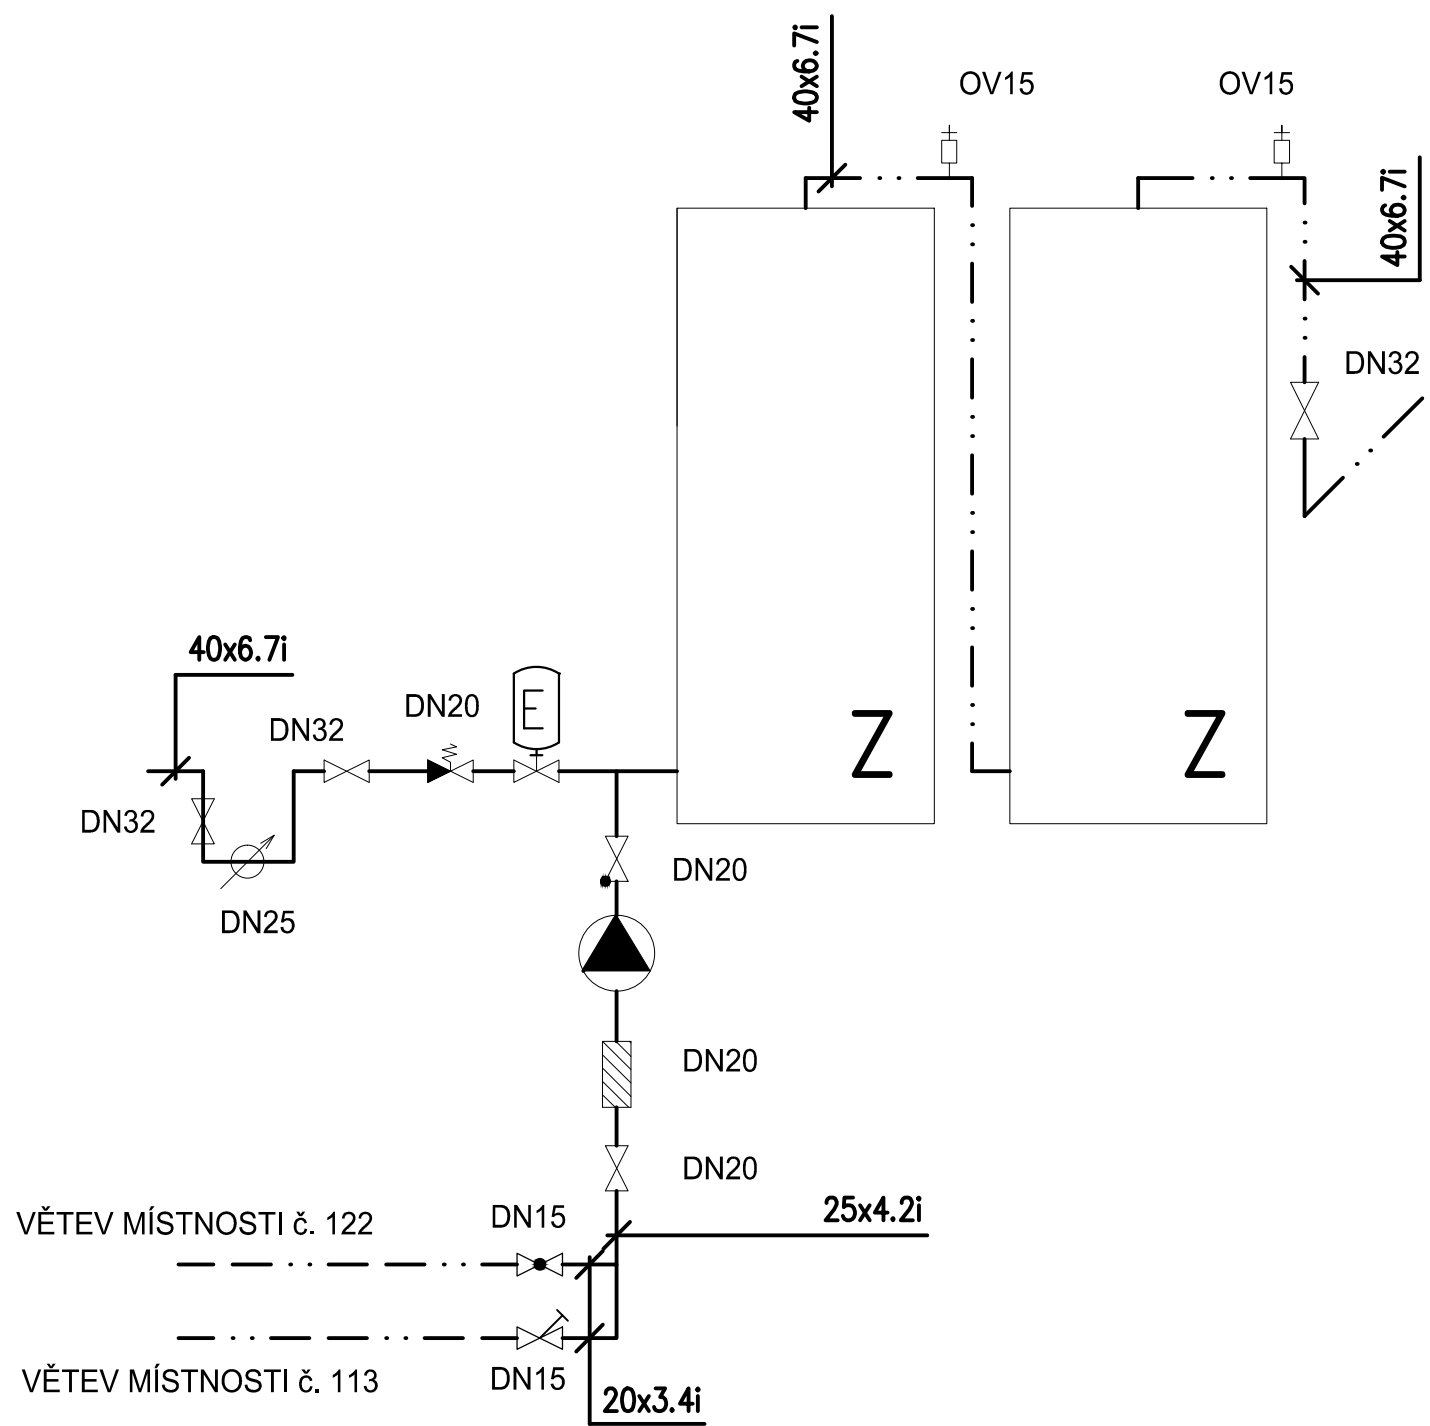 40x6.7i
OV15
OV15
40x6.7i
DN32
40x6.7i
DN20
E
DN32
Z
Z
DN32
DN20
DN25
DN20
DN20
25x4.2i
DN15
VĚTEV MÍSTNOSTI č. 122
VĚTEV MÍSTNOSTI č. 113
DN15
20x3.4i